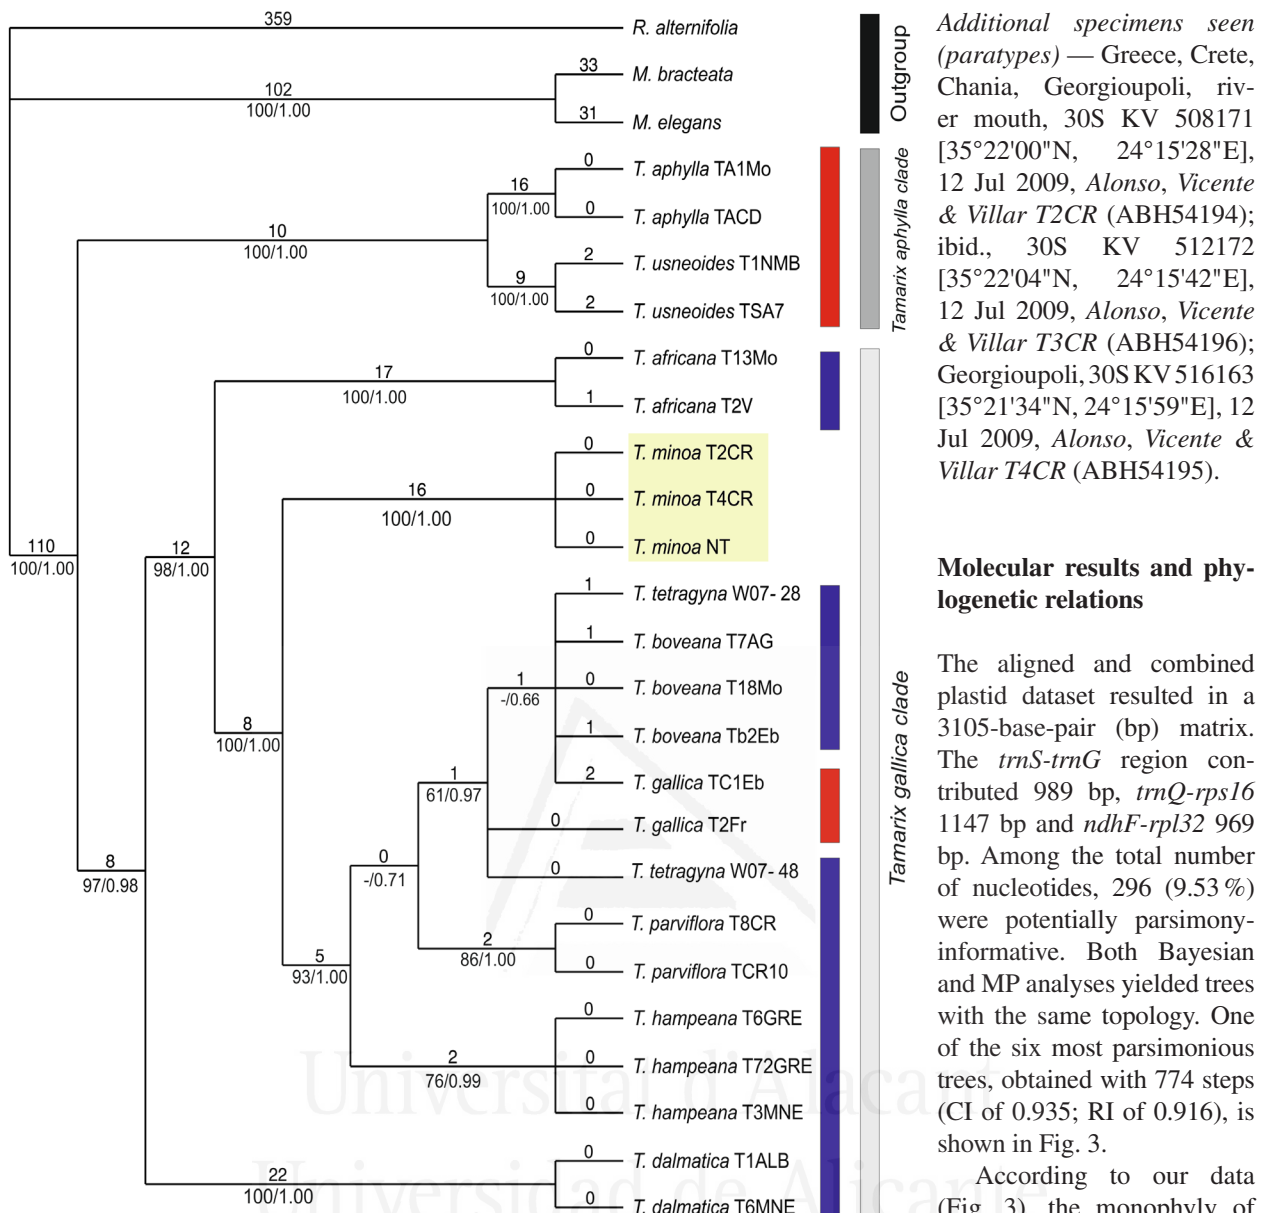 359
R. alternifolia
33
M. bracteata
102
100/1.00
31
M. elegans
0
T. aphylla TA1Mo
16
100/1.00
0
T. aphylla TACD
10
100/1.00
2
T. usneoides T1NMB
9
100/1.00
2
T. usneoides TSA7
0
T. africana T13Mo
17
100/1.00
1
T. africana T2V
0
T. minoa T2CR
16
100/1.00
0
T. minoa T4CR
0
T. minoa NT
110
100/1.00
12
98/1.00
1
T. tetragyna W07- 28
1
T. boveana T7AG
1
-/0.66
0
T. boveana T18Mo
8
100/1.00
1
T. boveana Tb2Eb
1
61/0.97
2
T. gallica TC1Eb
0
T. gallica T2Fr
0
-/0.71
0
T. tetragyna W07- 48
8
97/0.98
0
T. parviflora T8CR
2
86/1.00
0
T. parviflora TCR10
5
93/1.00
0
T. hampeana T6GRE
2
76/0.99
0
T. hampeana T72GRE
0
T. hampeana T3MNE
0
T. dalmatica T1ALB
22
100/1.00
0
T. dalmatica T6MNE
Outgroup
Tamarix aphylla clade
Tamarix gallica clade
Universitat d'Alacant
Universidad de Alicante
Additional specimens seen
(paratypes) — Greece, Crete,
Chania, Georgioupoli, riv-
er mouth, 30S KV 508171
[35°22'00"N, 24°15'28"E],
12 Jul 2009, Alonso, Vicente
& Villar T2CR (ABH54194);
ibid., 30S KV 512172
[35°22'04"N, 24°15'42"E],
12 Jul 2009, Alonso, Vicente
& Villar T3CR (ABH54196);
Georgioupoli, 30S KV 516163
[35°21'34"N, 24°15'59"E], 12
Jul 2009, Alonso, Vicente &
Villar T4CR (ABH54195).
Molecular results and phy-
logenetic relations
The aligned and combined
plastid dataset resulted in a
3105-base-pair (bp) matrix.
The trnS-trnG region con-
tributed 989 bp, trnQ-rps16
1147 bp and ndhF-rpl32 969
bp. Among the total number
of nucleotides, 296 (9.53 %)
were potentially parsimony-
informative. Both Bayesian
and MP analyses yielded trees
with the same topology. One
of the six most parsimonious
trees, obtained with 774 steps
(CI of 0.935; RI of 0.916), is
shown in Fig. 3.
According to our data
(Fig. 3), the monophyly of